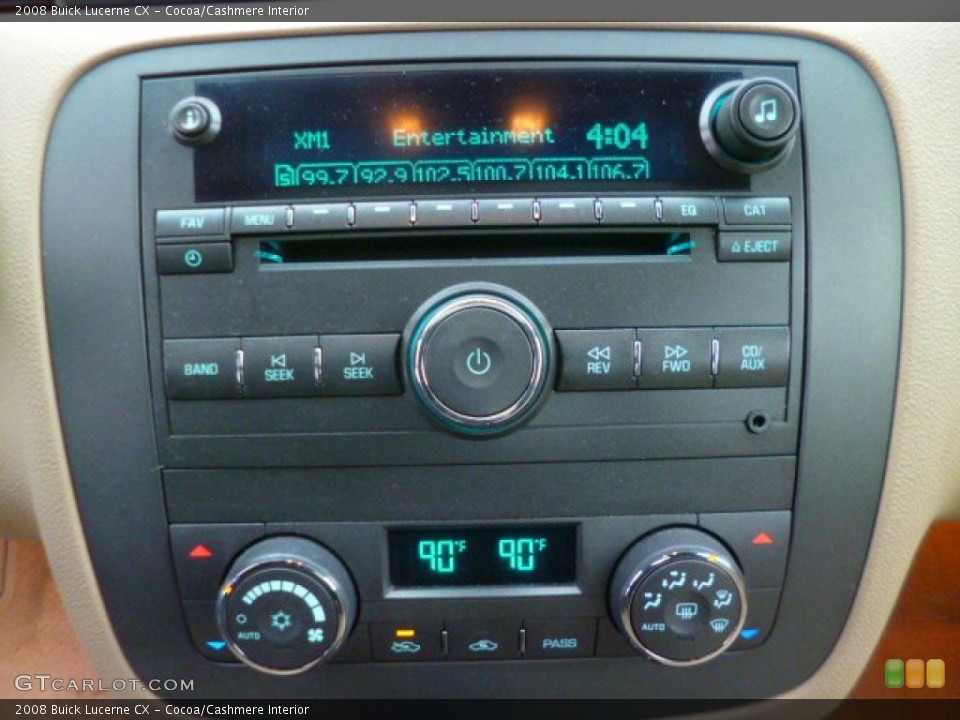 2008 Buick Lucerne CX - Cocoa/Cashmere Interior
XM1 Entertainment 4:04
S 99.7 92.9 102.5 100.7 104.1 106.7
FAV MENU EQ CAT
EJECT
BAND SEEK SEEK REV FWD CD/AUX
90°F 90°F
AUTO AUTO
PASS
GTCARLOT.COM
2008 Buick Lucerne CX - Cocoa/Cashmere Interior